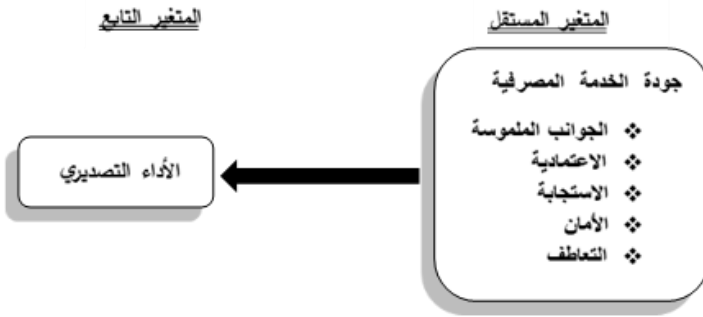 المتغير المستقل
المتغير التابع
جودة الخدمة المصرفية
❖ الجوانب الملموسة
❖ الاعتمادية
❖ الاستجابة
❖ الأمان
❖ التعاطف
الأداء التصديري